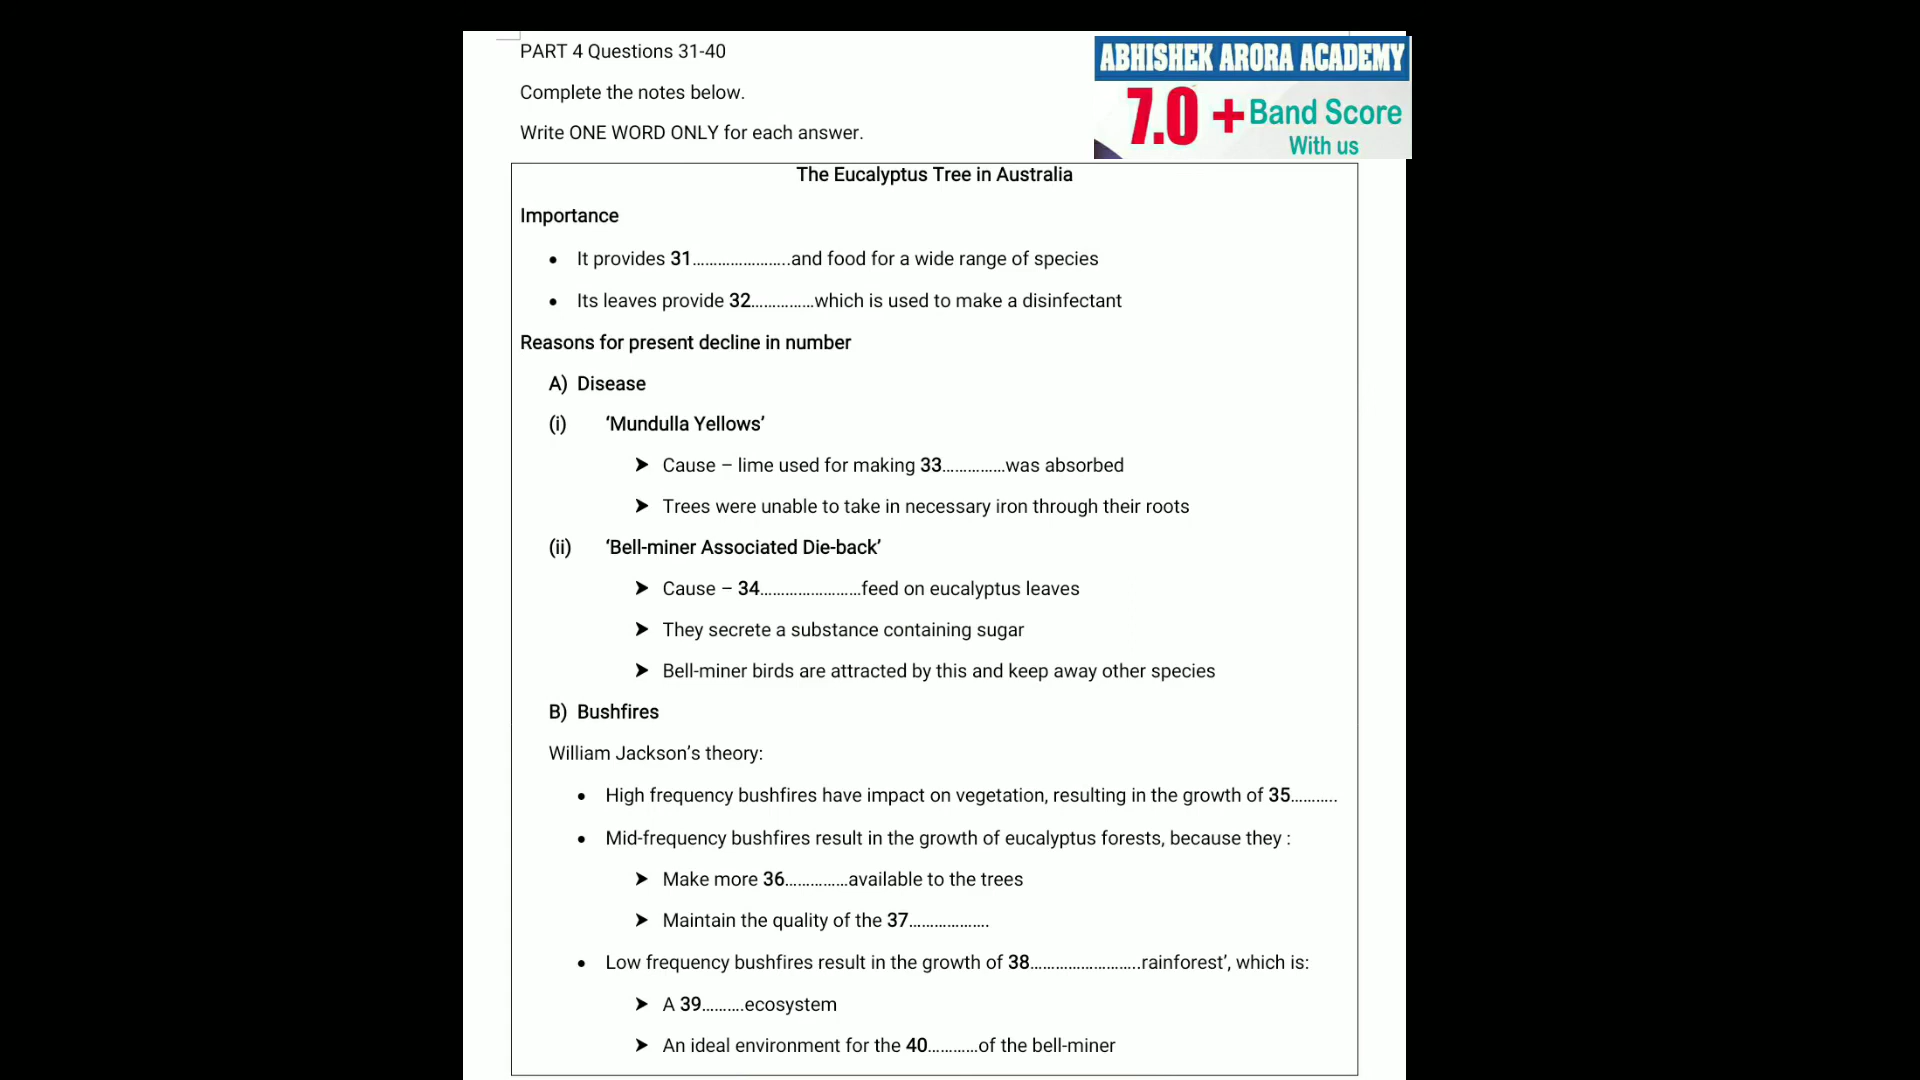 PART 4 Questions 31-40
Complete the notes below.
Write ONE WORD ONLY for each answer.
ABHISHEK ARORA ACADEMY
7.0 + Band Score
With us
The Eucalyptus Tree in Australia
Importance
• It provides 31......................and food for a wide range of species
• Its leaves provide 32...............which is used to make a disinfectant
Reasons for present decline in number
A) Disease
(i) ‘Mundulla Yellows’
➤ Cause – lime used for making 33...............was absorbed
➤ Trees were unable to take in necessary iron through their roots
(ii) ‘Bell-miner Associated Die-back’
➤ Cause – 34........................feed on eucalyptus leaves
➤ They secrete a substance containing sugar
➤ Bell-miner birds are attracted by this and keep away other species
B) Bushfires
William Jackson’s theory:
• High frequency bushfires have impact on vegetation, resulting in the growth of 35...........
• Mid-frequency bushfires result in the growth of eucalyptus forests, because they :
➤ Make more 36...............available to the trees
➤ Maintain the quality of the 37...................
• Low frequency bushfires result in the growth of 38..........................rainforest’, which is:
➤ A 39..........ecosystem
➤ An ideal environment for the 40............of the bell-miner